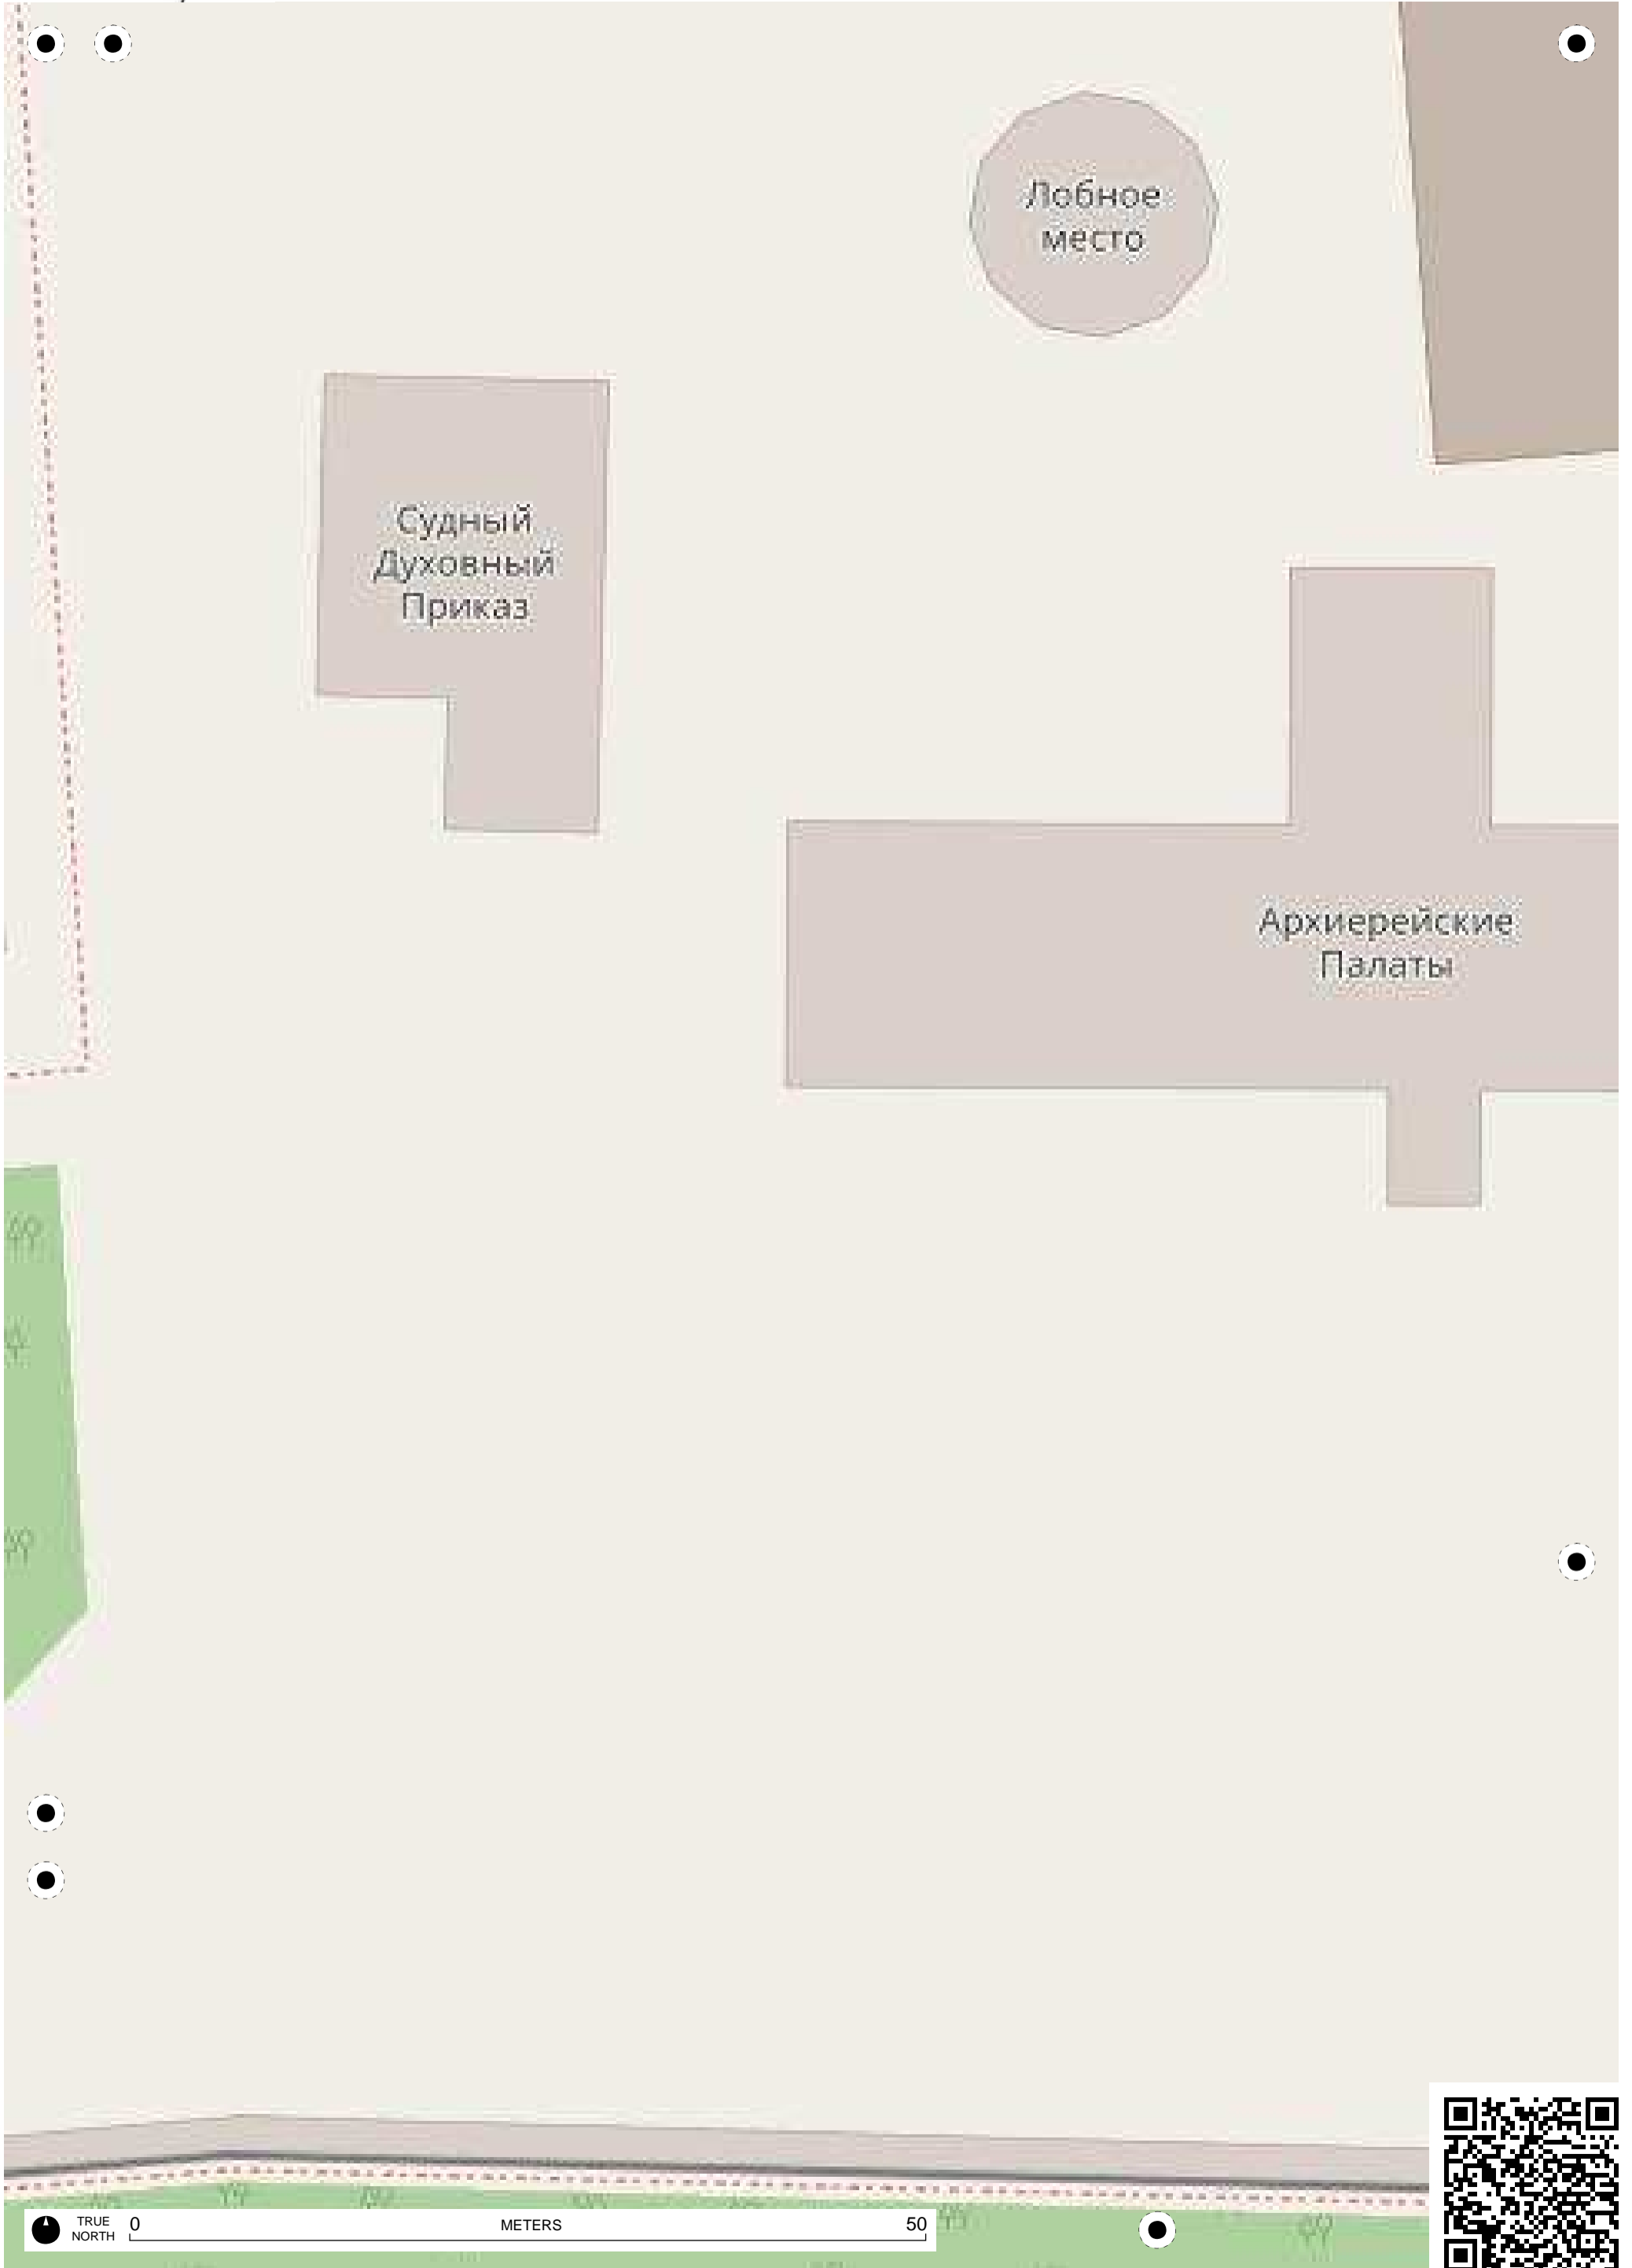 Лобное
место
Судный
Духовный
Приказ
Архиерейские
Палаты
TRUE
NORTH
0
METERS
50